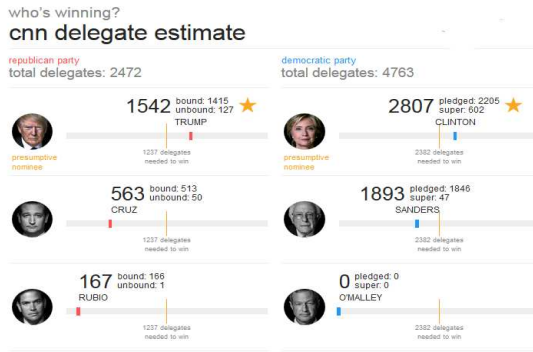 who's winning?
cnn delegate estimate
republican party
total delegates: 2472
1542 bound: 1415
unbound: 127
TRUMP
presumptive
nominee
1237 delegates
needed to win
563 bound: 513
unbound: 50
CRUZ
1237 delegates
needed to win
167 bound: 166
unbound: 1
RUBIO
1237 delegates
needed to win
democratic party
total delegates: 4763
2807 pledged: 2205
super: 602
CLINTON
presumptive
nominee
2382 delegates
needed to win
1893 pledged: 1846
super: 47
SANDERS
2382 delegates
needed to win
0 pledged: 0
super: 0
O'MALLEY
2382 delegates
needed to win